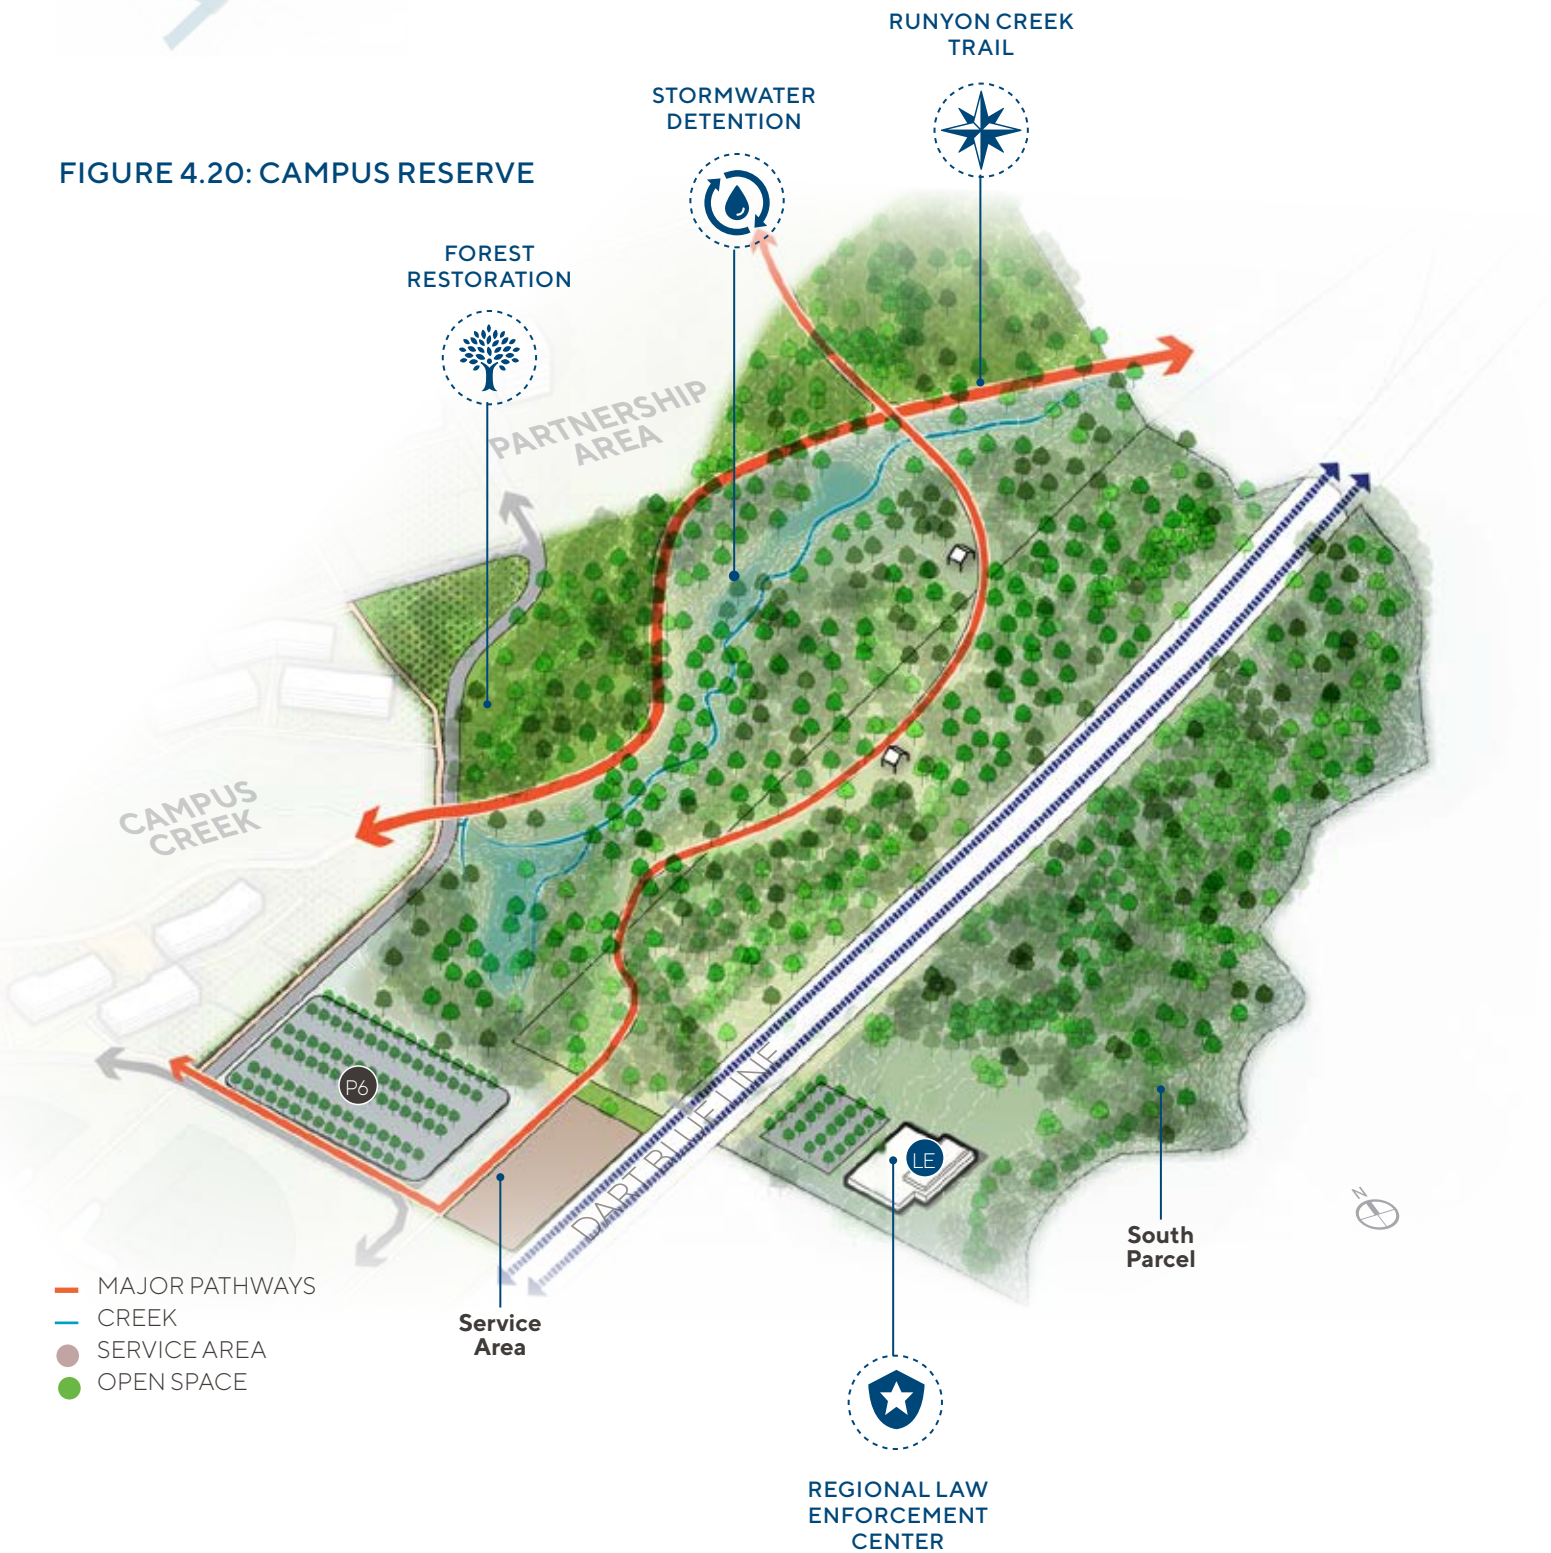 RUNYON CREEK
TRAIL
STORMWATER
DETENTION
FIGURE 4.20: CAMPUS RESERVE
FOREST
RESTORATION
PARTNERSHIP
AREA
CAMPUS
CREEK
P6
DART BLUE LINE
LE
N
South
Parcel
MAJOR PATHWAYS
CREEK
SERVICE AREA
OPEN SPACE
Service
Area
REGIONAL LAW
ENFORCEMENT
CENTER